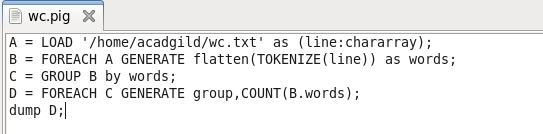 wc.pig
A = LOAD '/home/acadgild/wc.txt' as (line:chararray);
B = FOREACH A GENERATE flatten(TOKENIZE(line)) as words;
C = GROUP B by words;
D = FOREACH C GENERATE group,COUNT(B.words);
dump D;